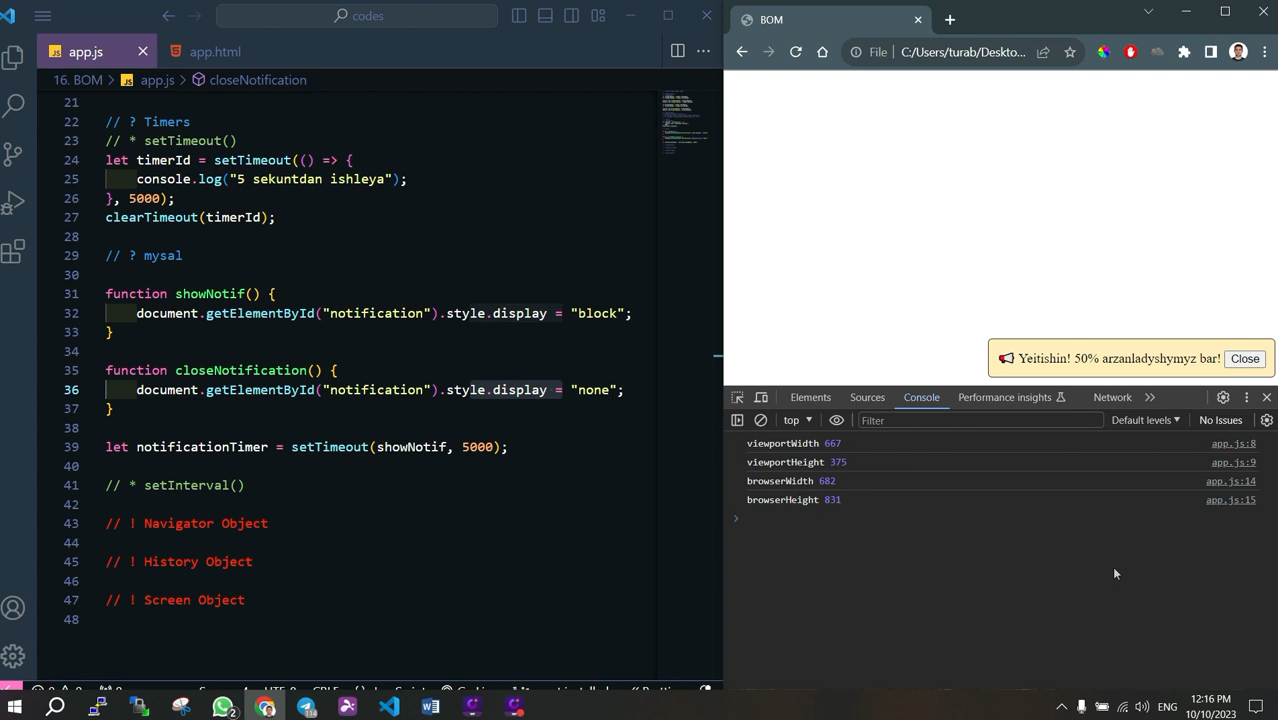 codes
app.js
app.html
16. BOM
app.js
closeNotification
21
22 // ? Timers
23 // * setTimeout()
24 let timerId = setTimeout(() => {
25 console.log("5 sekuntdan ishleya");
26 }, 5000);
27 clearTimeout(timerId);
28
29 // ? mysal
30
31 function showNotif() {
32 document.getElementById("notification").style.display = "block";
33 }
34
35 function closeNotification() {
36 document.getElementById("notification").style.display = "none";
37 }
38
39 let notificationTimer = setTimeout(showNotif, 5000);
40
41 // * setInterval()
42
43 // ! Navigator Object
44
45 // ! History Object
46
47 // ! Screen Object
48
BOM
File C:/Users/turab/Deskto...
📢 Yeitishin! 50% arzanladyshymyz bar! Close
Elements Sources Console Performance insights Network
top Filter Default levels No Issues
viewportWidth 667 app.js:8
viewportHeight 375 app.js:9
browserWidth 682 app.js:14
browserHeight 831 app.js:15
2
114
ENG
12:16 PM
10/10/2023